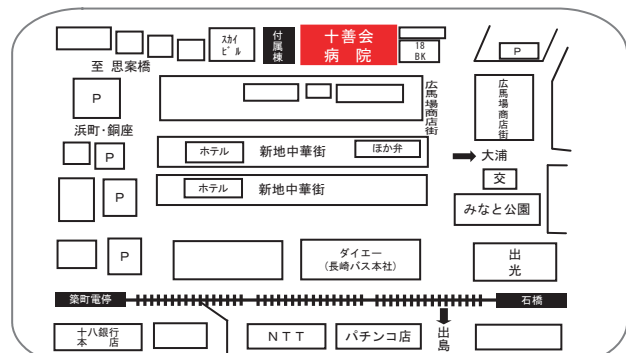 スカイ
ビル
付属棟
十善会
病院
18
BK
P
至 思案橋
P
広馬場商店街
広馬場商店街
浜町・銅座
P
ホテル
新地中華街
ほか弁
大浦
ホテル
新地中華街
交
P
みなと公園
P
ダイエー
(長崎バス本社)
出光
築町電停
石橋
十八銀行
本店
NTT
パチンコ店
出島